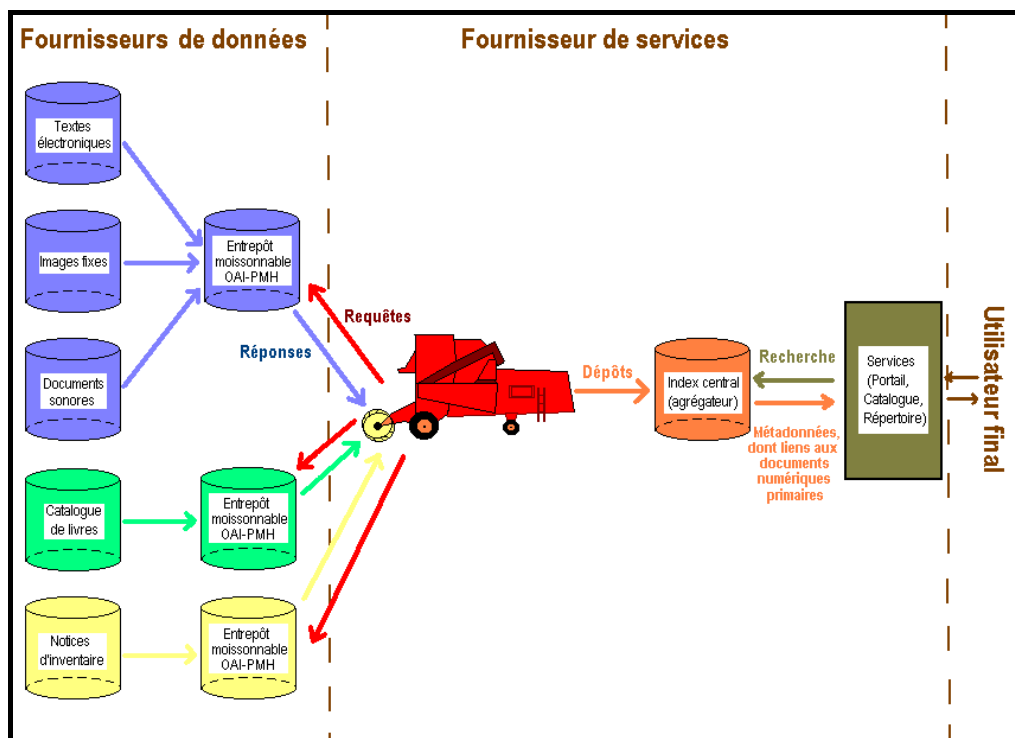 Fournisseurs de données
Fournisseur de services
Textes
électroniques
Images fixes
Entrepôt
moissonnable
OAI-PMH
Documents
sonores
Requêtes
Réponses
Catalogue
de livres
Entrepôt
moissonnable
OAI-PMH
Notices
d'inventaire
Entrepôt
moissonnable
OAI-PMH
Dépôts
Index central
(agrégateur)
Recherche
Métadonnées,
dont liens aux
documents
numériques
primaires
Services
(Portail,
Catalogue,
Répertoire)
Utilisateur final